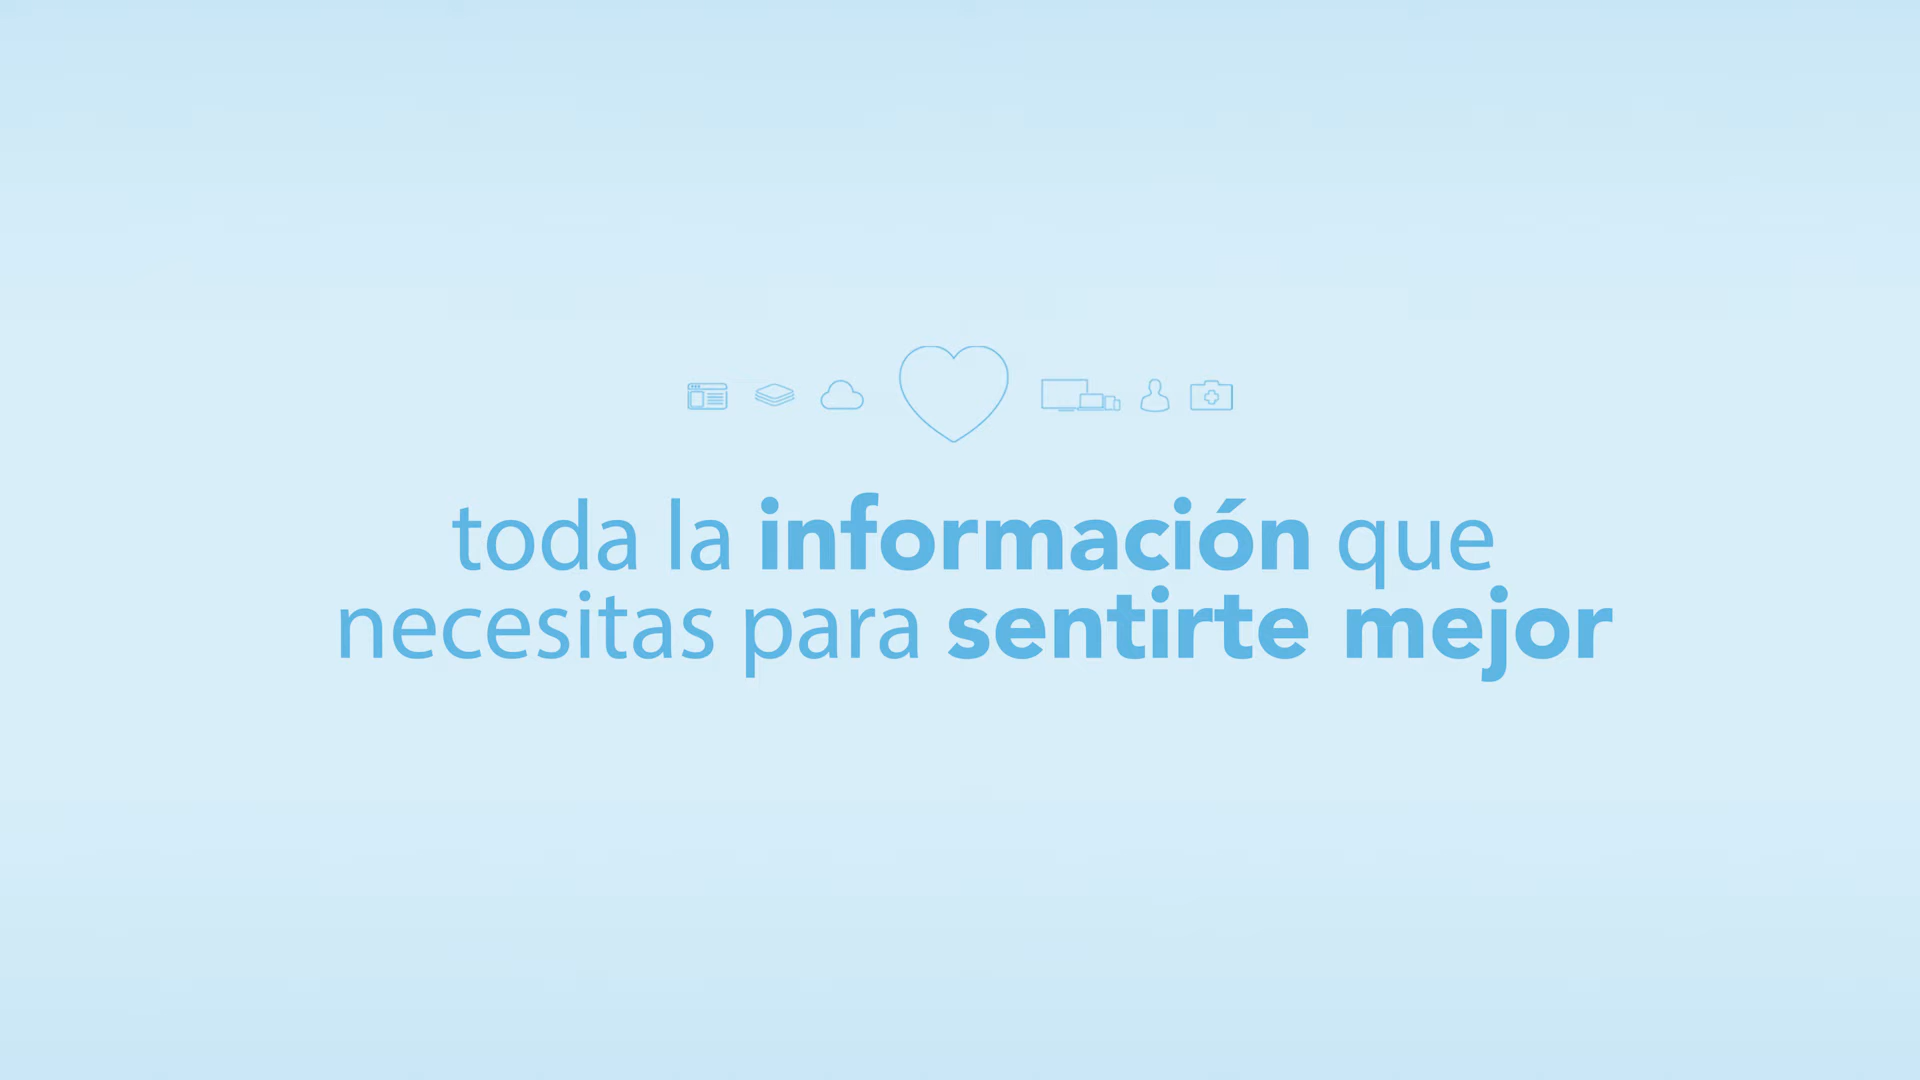 toda la información que
necesitas para sentirte mejor